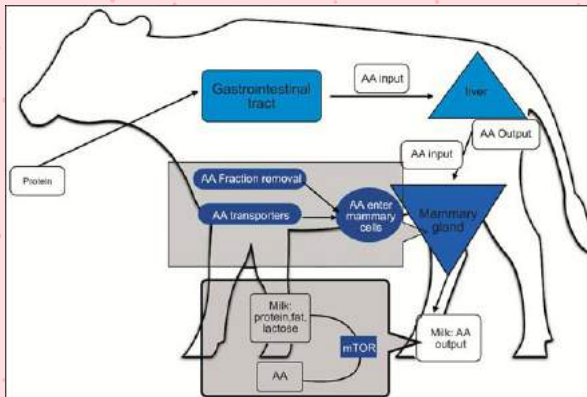 Gastrointestinal
tract
AA input
liver
AA Output
AA input
Protein
AA Fraction removal
AA transporters
AA enter
mammary
cells
Mammary
gland
Milk:
protein,fat,
lactose
mTOR
AA
Milk: AA
output